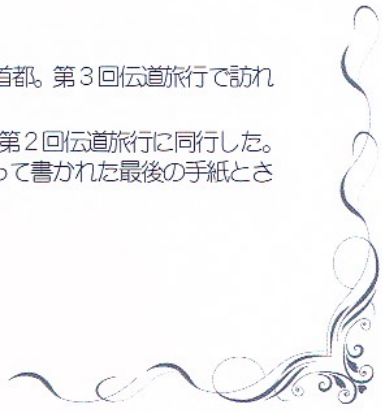 首都。第３回伝道旅行で訪れ
第２回伝道旅行に同行した。
って書かれた最後の手紙とさ